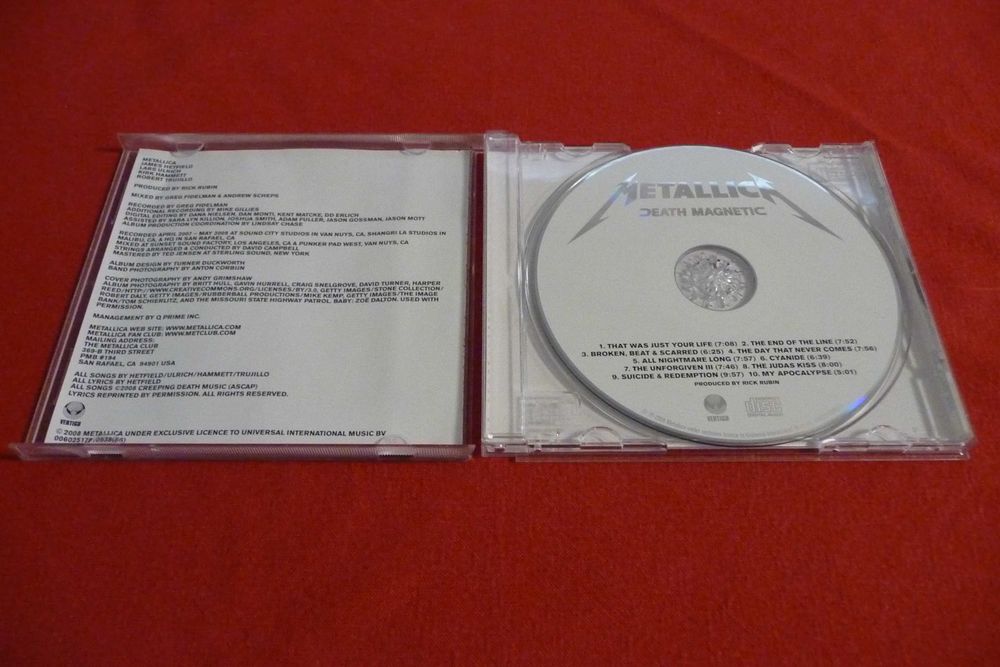 METALLICA
JAMES HETFIELD
LARS ULRICH
KIRK HAMMETT
ROBERT TRUJILLO
PRODUCED BY RICK RUBIN
MIXED BY GREG FIDELMAN & ANDREW SCHEPS
RECORDED BY GREG FIDELMAN
ADDITIONAL RECORDING BY MIKE GILLIES
DIGITAL EDITING BY DANA NIELSEN, DAN MONTI, KENT MATCKE, DD ERLICH
ASSISTED BY SARA LYN KILLION, JOSHUA SMITH, ADAM FULLER, JASON GOSSMAN, JASON MOTT
ALBUM PRODUCTION COORDINATION BY LINDSAY CHASE
RECORDED APRIL 2007 - MAY 2008 AT SOUND CITY STUDIOS IN VAN NUYS, CA, SHANGRI LA STUDIOS IN
MALIBU, CA, & HQ IN SAN RAFAEL, CA
MIXED AT SUNSET SOUND FACTORY, LOS ANGELES, CA & PUNKER PAD WEST, VAN NUYS, CA
STRINGS ARRANGED & CONDUCTED BY DAVID CAMPBELL
MASTERED BY TED JENSEN AT STERLING SOUND, NEW YORK
ALBUM DESIGN BY TURNER DUCKWORTH
BAND PHOTOGRAPHY BY ANTON CORBIJN
COVER PHOTOGRAPHY BY ANDY GRIMSHAW
ALBUM PHOTOGRAPHY BY BRITT HULL, GAVIN HURRELL, CRAIG SNELGROVE, DAVID TURNER, HARPER
REED/HTTP://WWW.CREATIVECOMMONS.ORG/LICENSES/BY/3.0, GETTY IMAGES/STONE COLLECTION/
ROBERT DALY, GETTY IMAGES/RUBBERBALL PRODUCTIONS/MIKE KEMP, GETTY IMAGES/THE IMAGE
BANK/TOM SCHIERLITZ, AND THE MISSOURI STATE HIGHWAY PATROL. BABY: ZOÉ DALTON. USED WITH
PERMISSION.
MANAGEMENT BY Q PRIME INC.
METALLICA WEB SITE: WWW.METALLICA.COM
METALLICA FAN CLUB: WWW.METCLUB.COM
MAILING ADDRESS:
THE METALLICA CLUB
369-B THIRD STREET
PMB #194
SAN RAFAEL, CA 94901 USA
ALL SONGS BY HETFIELD/ULRICH/HAMMETT/TRUJILLO
ALL LYRICS BY HETFIELD
ALL SONGS ©2008 CREEPING DEATH MUSIC (ASCAP)
LYRICS REPRINTED BY PERMISSION. ALL RIGHTS RESERVED.
VERTIGO
℗ © 2008 METALLICA UNDER EXCLUSIVE LICENCE TO UNIVERSAL INTERNATIONAL MUSIC BV
METALLICA
DEATH MAGNETIC
1. THAT WAS JUST YOUR LIFE (7:08) 2. THE END OF THE LINE (7:52)
3. BROKEN, BEAT & SCARRED (6:25) 4. THE DAY THAT NEVER COMES (7:56)
5. ALL NIGHTMARE LONG (7:57) 6. CYANIDE (6:39)
7. THE UNFORGIVEN III (7:46) 8. THE JUDAS KISS (8:00)
9. SUICIDE & REDEMPTION (9:57) 10. MY APOCALYPSE (5:01)
PRODUCED BY RICK RUBIN
VERTIGO
COMPACT disc DIGITAL AUDIO